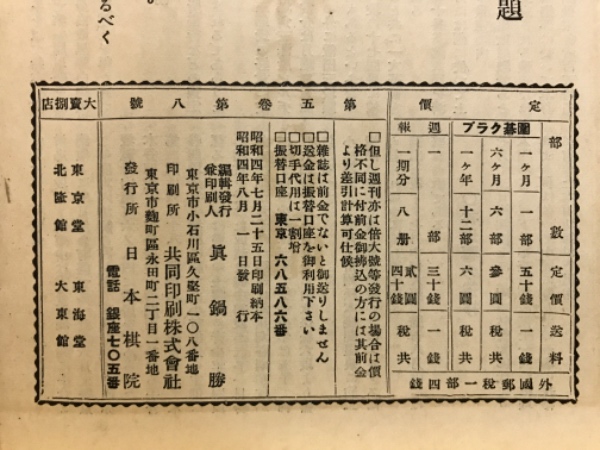 題
るべく
定價
部數 定價 送料
圍碁クラブ
一ヶ月 一部 五十錢 一錢
六ヶ月 六部 參圓 稅共
一ヶ年 十二部 六圓 稅共
週報
一部 三十錢 一錢
一期分 八冊 貳圓四十錢 稅共
外國郵稅一部四錢
第五卷第八號
□但し週刊亦は倍大號等發行の場合は價
格不同に付前金御拂込の方には其前金
より差引計算可仕候
□雜誌は前金でないと御送りしません
□送金は振替口座を御利用下さい
□切手代用は一割增
□振替口座 東京 六八五八六番
昭和四年七月二十五日印刷納本
昭和四年八月一日發行
編輯發行兼印刷人 眞鍋勝
東京市小石川區久堅町一〇八番地
印刷所 共同印刷株式會社
東京市麴町區永田町二丁目一番地
發行所 日本棋院
電話 銀座七〇五番
大賣捌店
東京堂 東海堂
北隆館 大東館